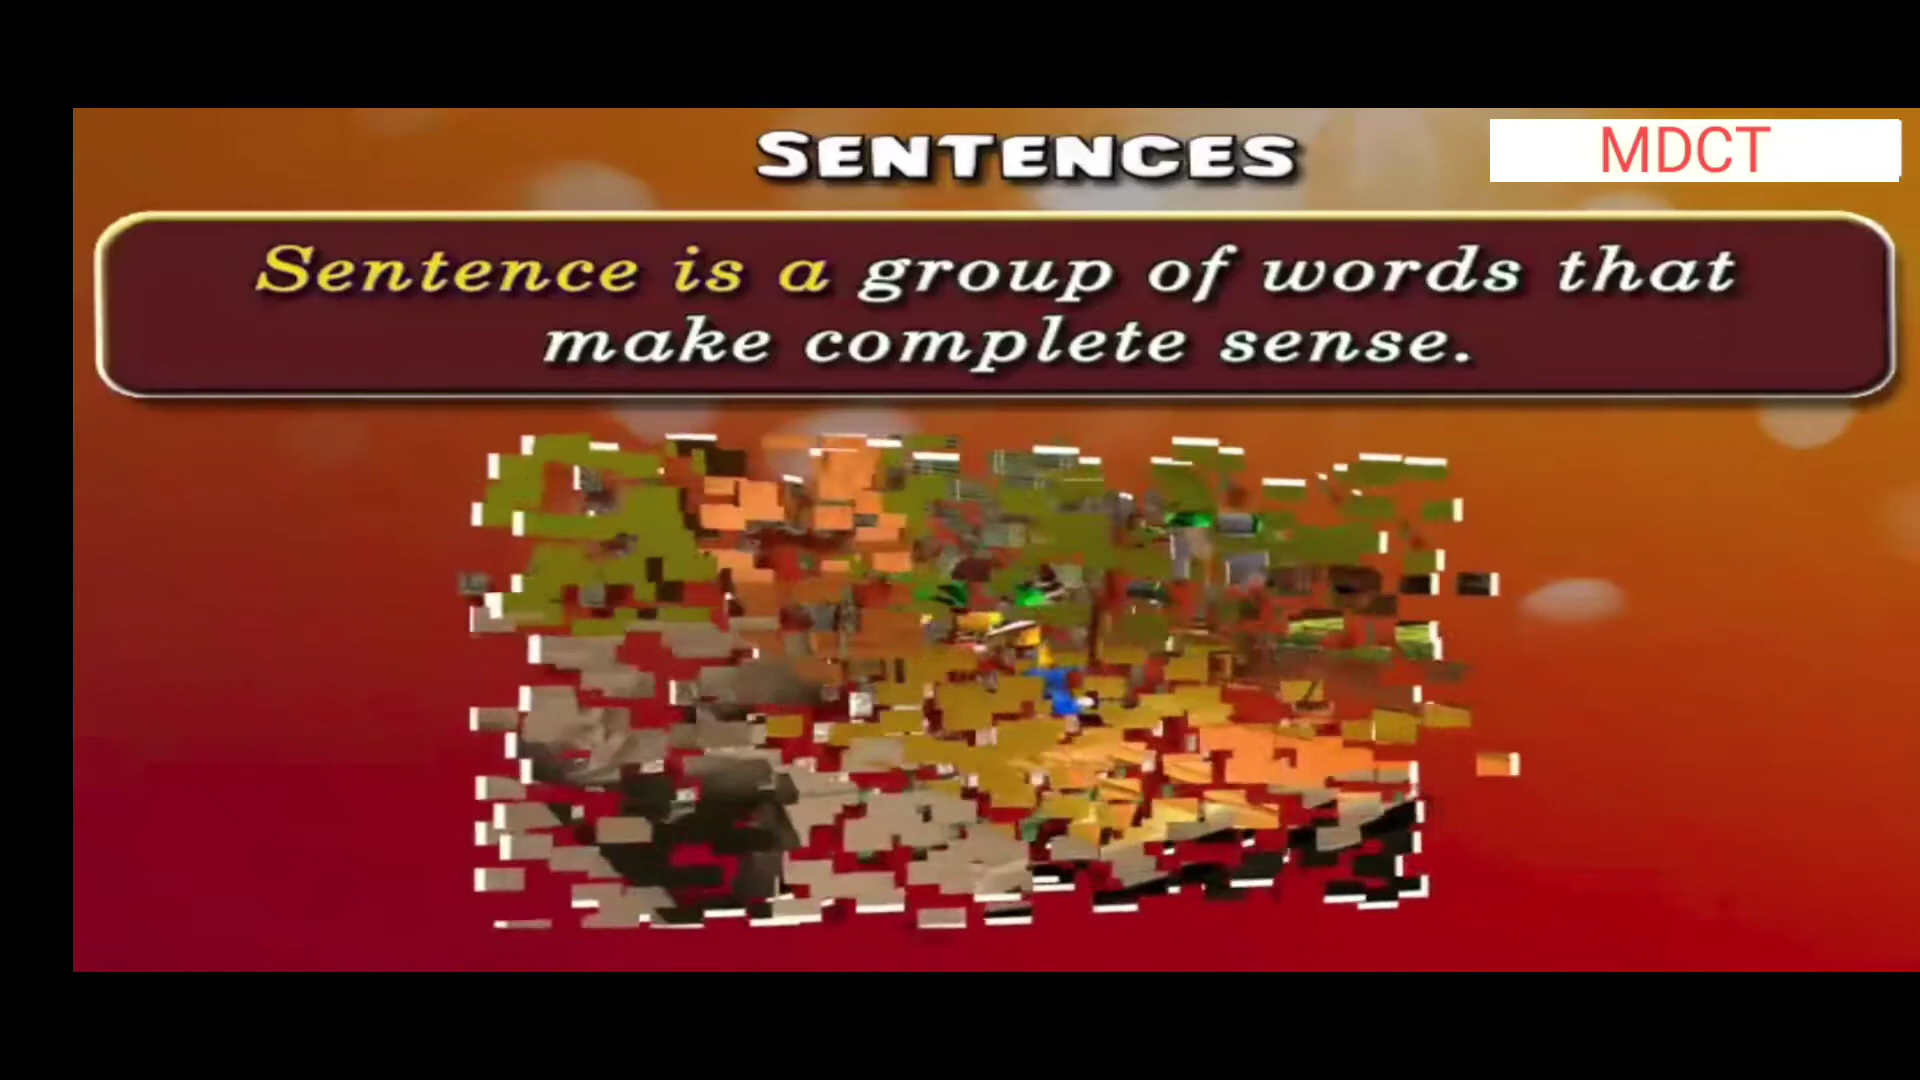 SENTENCES
MDCT
Sentence is a group of words that
make complete sense.